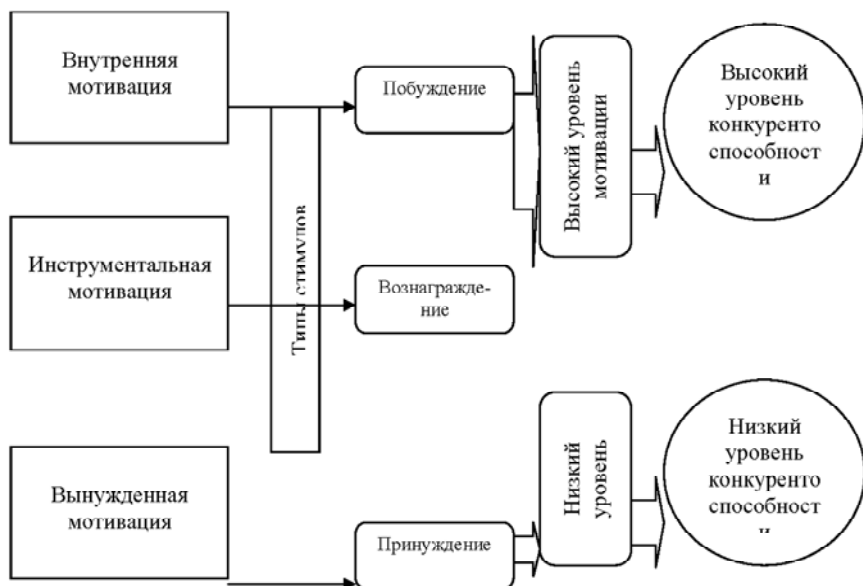 Внутренняя
мотивация
Побуждение
Высокий уровень
мотивации
Высокий
уровень
конкуренто
способност
и
Типы стимулов
Инструментальная
мотивация
Вознагражде-
ние
Вынужденная
мотивация
Принуждение
Низкий
уровень
Низкий
уровень
конкуренто
способност
и